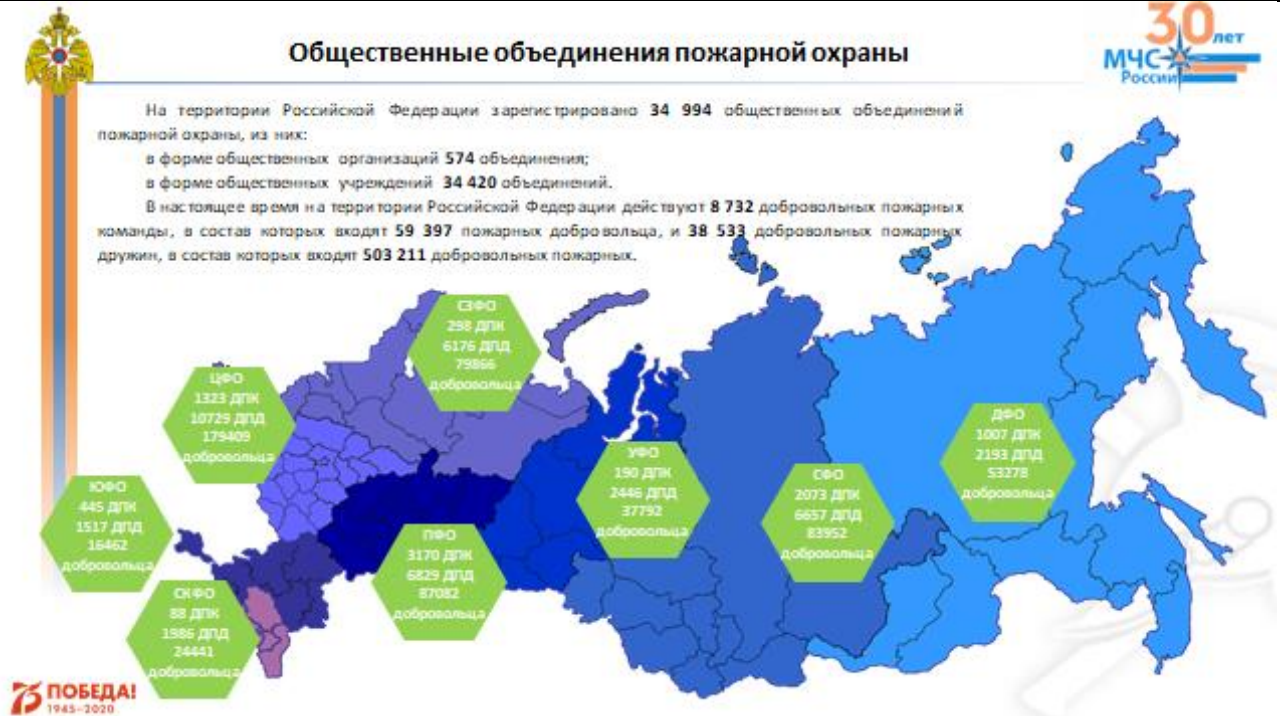 Общественные объединения пожарной охраны
30 лет
МЧС
России
На территории Российской Федерации зарегистрировано 34 994 общественных объединений
пожарной охраны, из них:
в форме общественных организаций 574 объединения;
в форме общественных учреждений 34 420 объединений.
В настоящее время на территории Российской Федерации действуют 8 732 добровольных пожарных
команды, в состав которых входят 59 397 пожарных добровольца, и 38 533 добровольных пожарных
дружин, в состав которых входят 503 211 добровольных пожарных.
СЗФО
298 ДПК
6176 ДПД
79866
добровольца
ЦФО
1323 ДПК
10729 ДПД
179409
добровольца
ДФО
1007 ДПК
2193 ДПД
53278
добровольца
УФО
190 ДПК
2446 ДПД
37792
добровольца
СФО
2073 ДПК
6657 ДПД
83952
добровольца
ЮФО
445 ДПК
1517 ДПД
16462
добровольца
ПФО
3170 ДПК
6829 ДПД
87082
добровольца
СКФО
88 ДПК
1986 ДПД
24441
добровольца
75 ПОБЕДА!
1945-2020